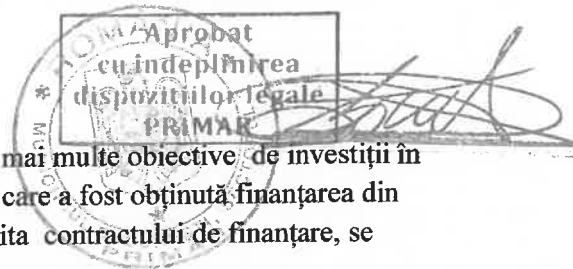 Aprobat
cu îndeplinirea
dispozițiilor legale
PRIMAR
mai multe obiective de investiții în
care a fost obținută finanțarea din
ita contractului de finanțare, se